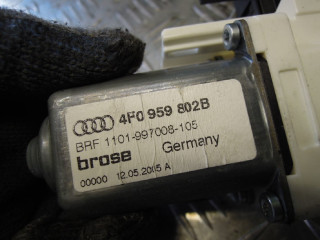 4F0 959 802B
BRF 1101-997008-105
brose Germany
00000 12.05.2005 A